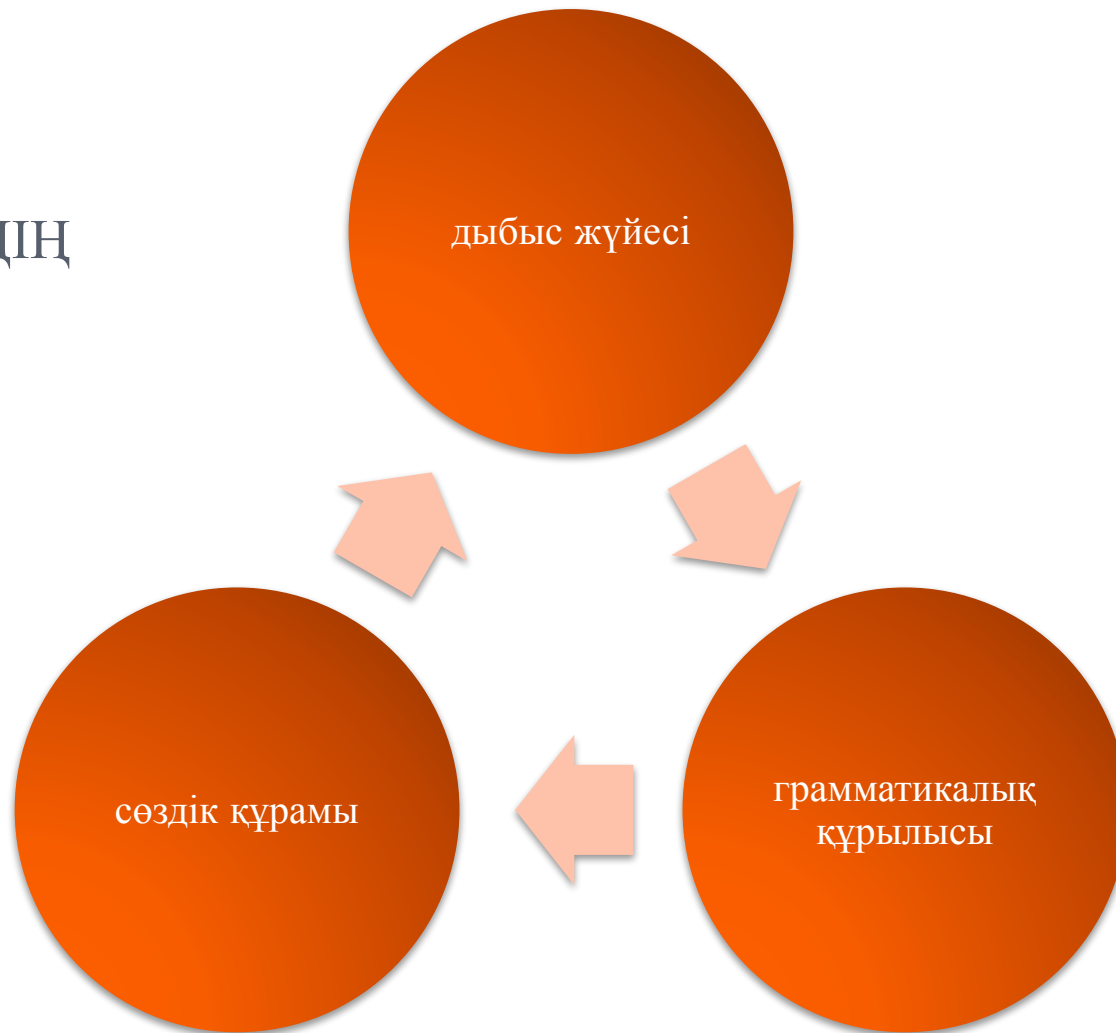 дыбыс жүйесі
грамматикалық
құрылысы
сөздік құрамы